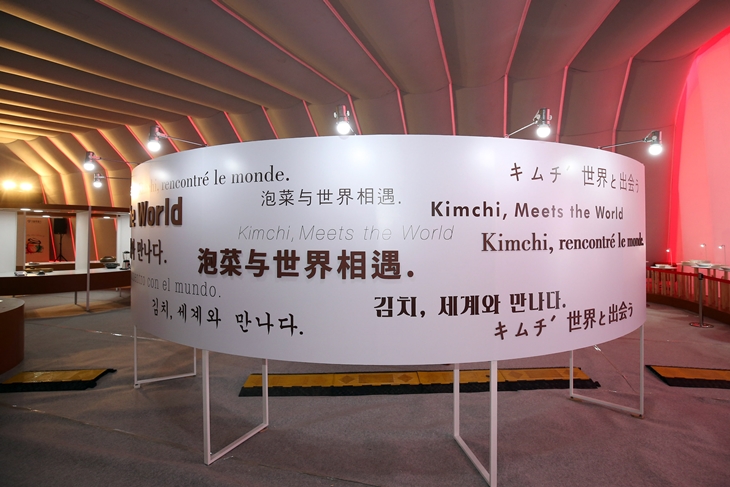 rencontré le monde.
World
만나다.
con el mundo.
泡菜与世界相遇.
Kimchi, Meets the World
泡菜与世界相遇.
김치, 세계와 만나다.
キムチ 世界と出会う
Kimchi, Meets the World
Kimchi, rencontré le monde.
김치, 세계와 만나다.
キムチ 世界と出会う